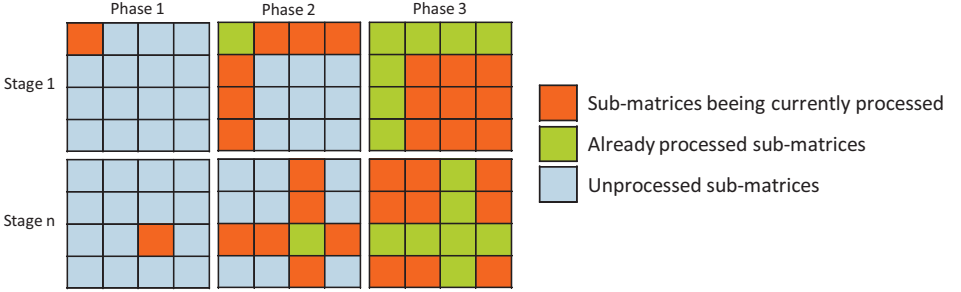 Phase 1
Phase 2
Phase 3
Stage 1
Stage n
Sub-matrices beeing currently processed
Already processed sub-matrices
Unprocessed sub-matrices